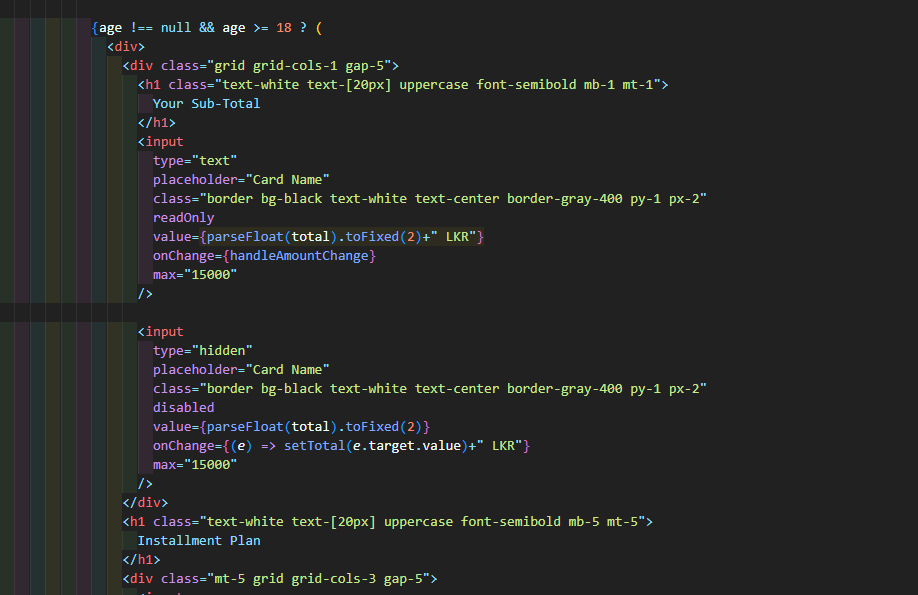 {age !== null && age >= 18 ? (
<div>
<div class="grid grid-cols-1 gap-5">
<h1 class="text-white text-[20px] uppercase font-semibold mb-1 mt-1">
Your Sub-Total
</h1>
<input
type="text"
placeholder="Card Name"
class="border bg-black text-white text-center border-gray-400 py-1 px-2"
readOnly
value={parseFloat(total).toFixed(2)+" LKR"}
onChange={handleAmountChange}
max="15000"
/>
<input
type="hidden"
placeholder="Card Name"
class="border bg-black text-white text-center border-gray-400 py-1 px-2"
disabled
value={parseFloat(total).toFixed(2)}
onChange={(e) => setTotal(e.target.value)+" LKR"}
max="15000"
/>
</div>
<h1 class="text-white text-[20px] uppercase font-semibold mb-5 mt-5">
Installment Plan
</h1>
<div class="mt-5 grid grid-cols-3 gap-5">